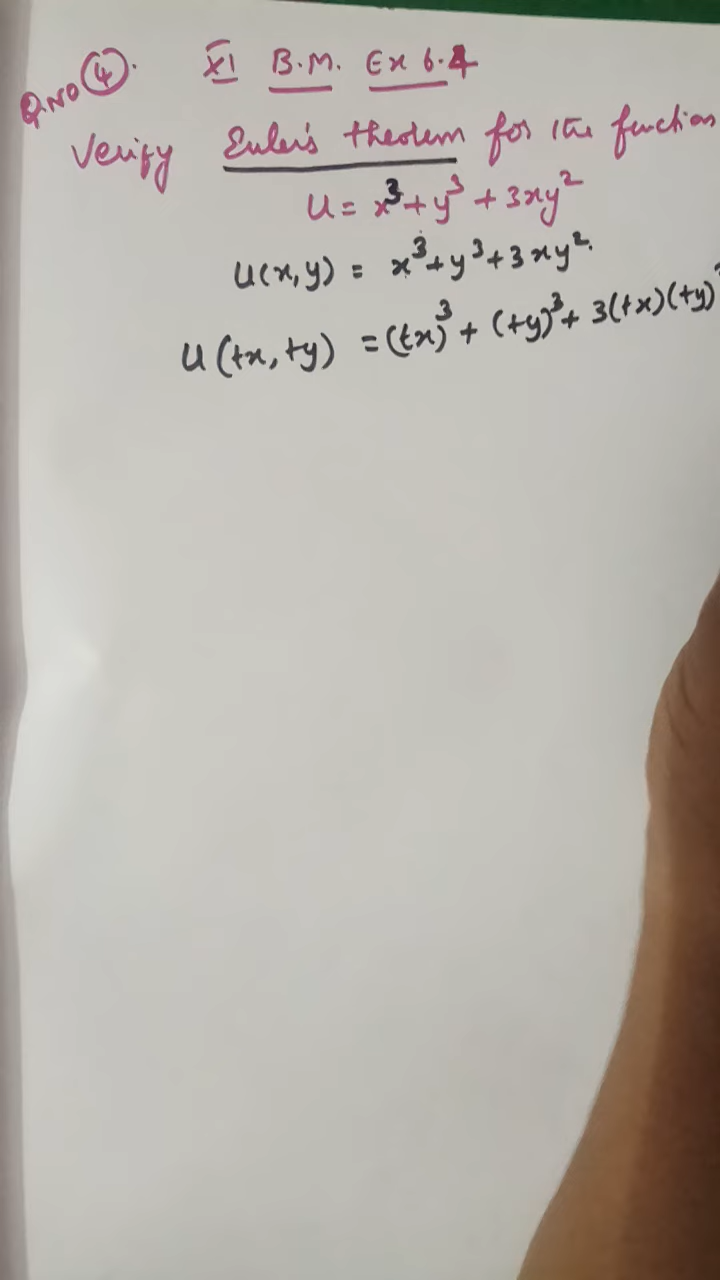 Q.NO ④. XI B.M. Ex 6.4
Verify Euler's theorem for the function
u = x³ + y³ + 3xy²
u(x,y) = x³ + y³ + 3xy².
u(tx, ty) = (tx)³ + (ty)³ + 3(tx)(ty)²